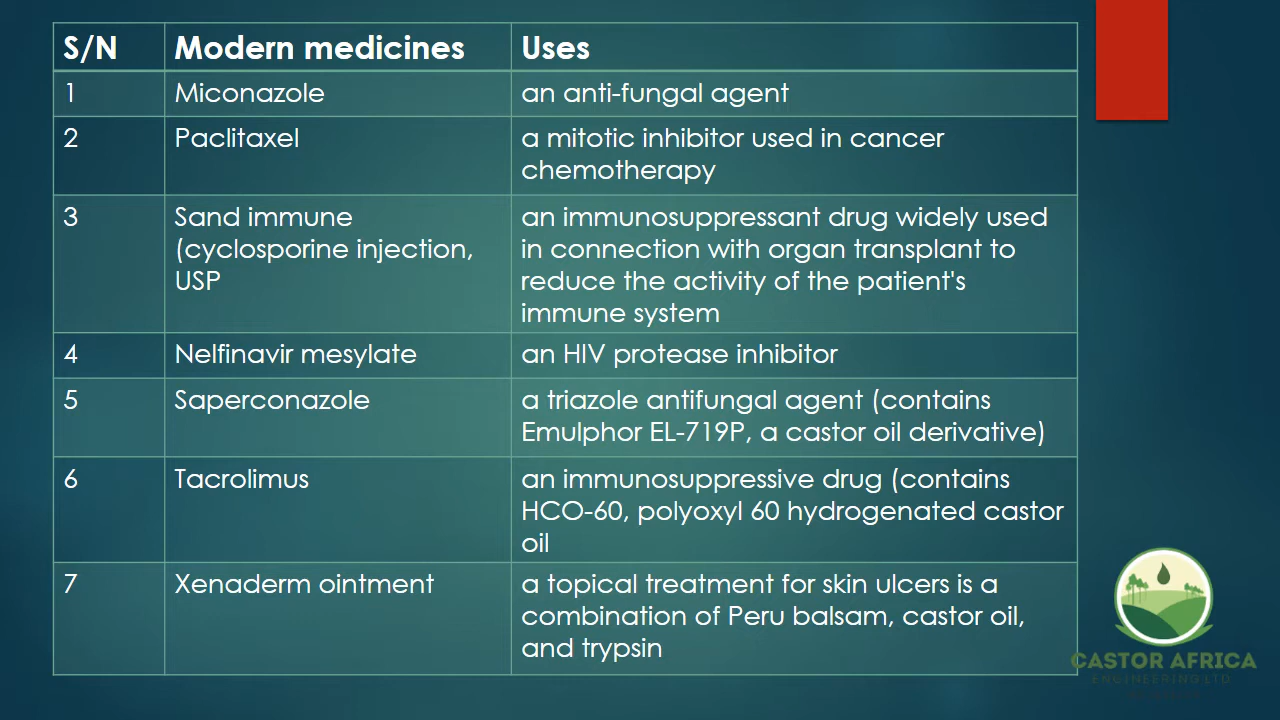 S/N Modern medicines Uses
1 Miconazole an anti-fungal agent
2 Paclitaxel a mitotic inhibitor used in cancer
chemotherapy
3 Sand immune an immunosuppressant drug widely used
(cyclosporine injection, in connection with organ transplant to
USP reduce the activity of the patient's
immune system
4 Nelfinavir mesylate an HIV protease inhibitor
5 Saperconazole a triazole antifungal agent (contains
Emulphor EL-719P, a castor oil derivative)
6 Tacrolimus an immunosuppressive drug (contains
HCO-60, polyoxyl 60 hydrogenated castor
oil
7 Xenaderm ointment a topical treatment for skin ulcers is a
combination of Peru balsam, castor oil,
and trypsin
CASTOR AFRICA
ENGINEERING LTD